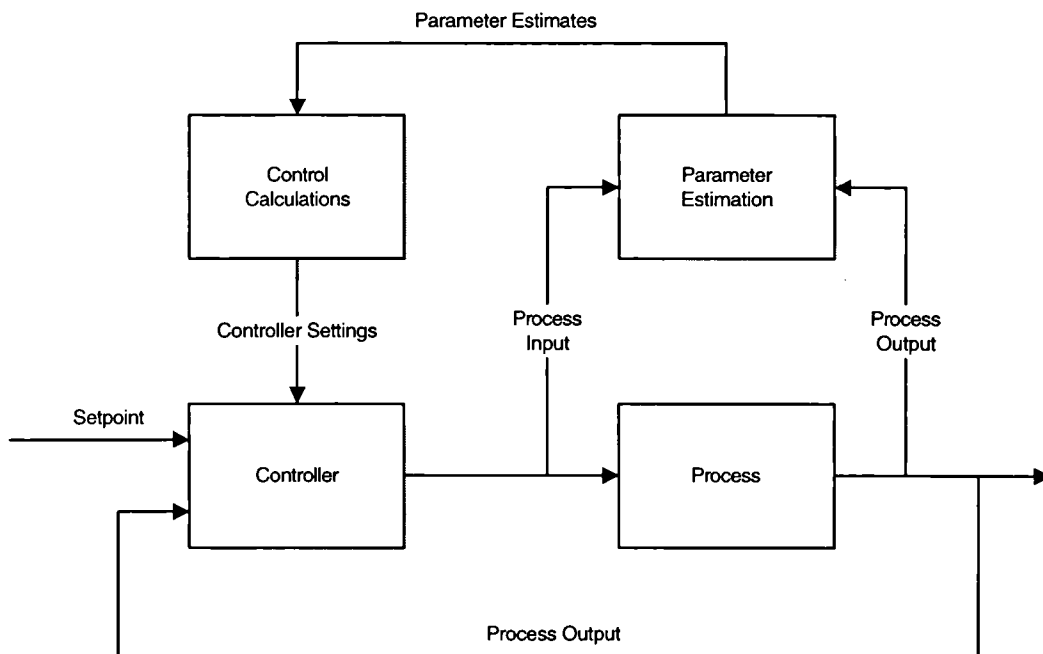 Parameter Estimates
Control
Calculations
Parameter
Estimation
Controller Settings
Process
Input
Process
Output
Setpoint
Controller
Process
Process Output